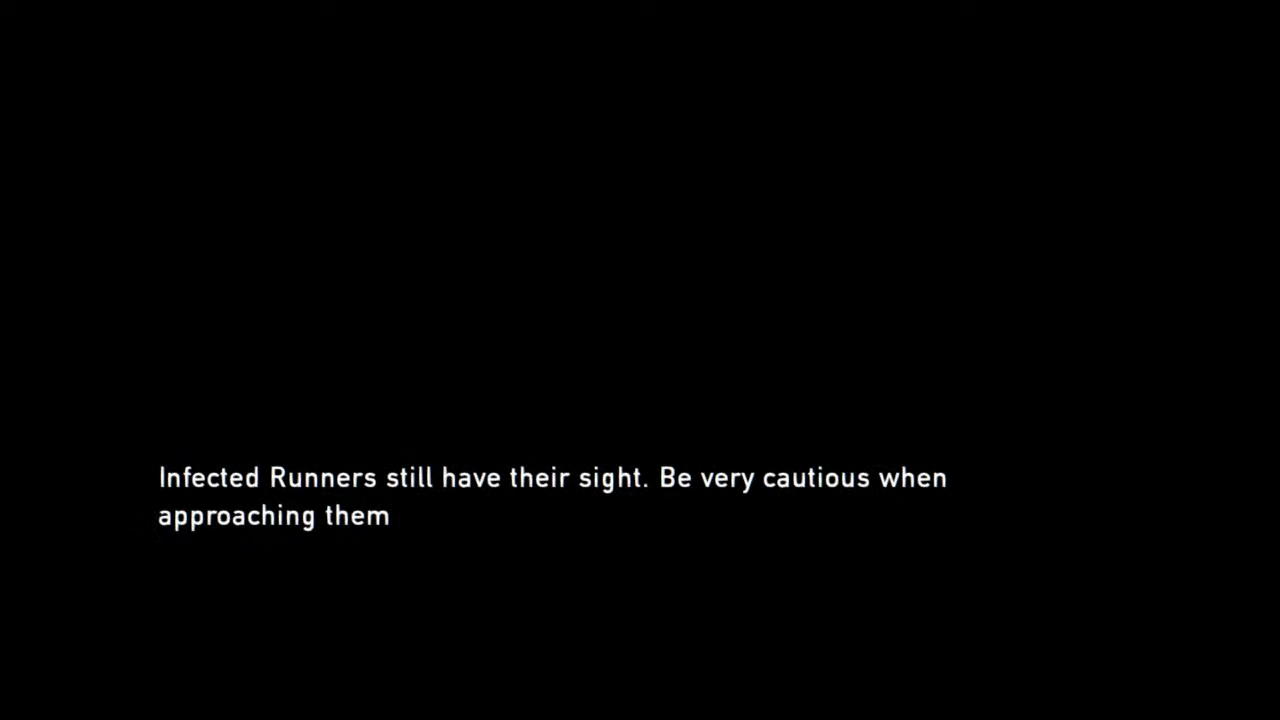 Infected Runners still have their sight. Be very cautious when
approaching them